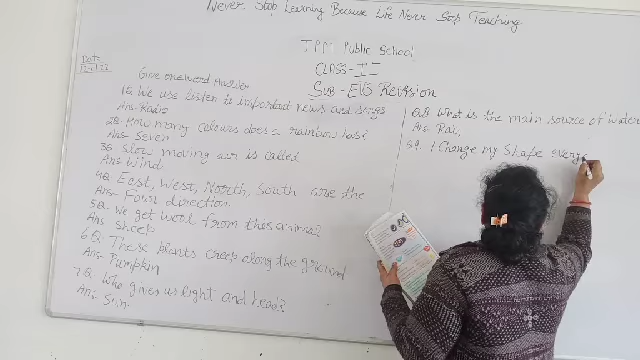 Never Stop Learning Because Life Never Stop Teaching
TPM Public School
CLASS-II
Sub-EVS Revision
Give one word Answer
1Q. We use listen is important news and songs
Ans. Radio
2Q. How many colours does a rainbow has?
Ans= Seven
3Q. Slow moving air is called
Ans= Wind
4Q. East, West, North, South are the
Ans= Four direction
5Q. We get wool from this animal?
Ans sheep
6.Q. These plants creep along the ground
Ans= Pumpkin
7.Q. Who gives us light and head?
Ans= Sun.
Q.8 What is the main source of water
Ans= Rain
9Q. I Change my shape every